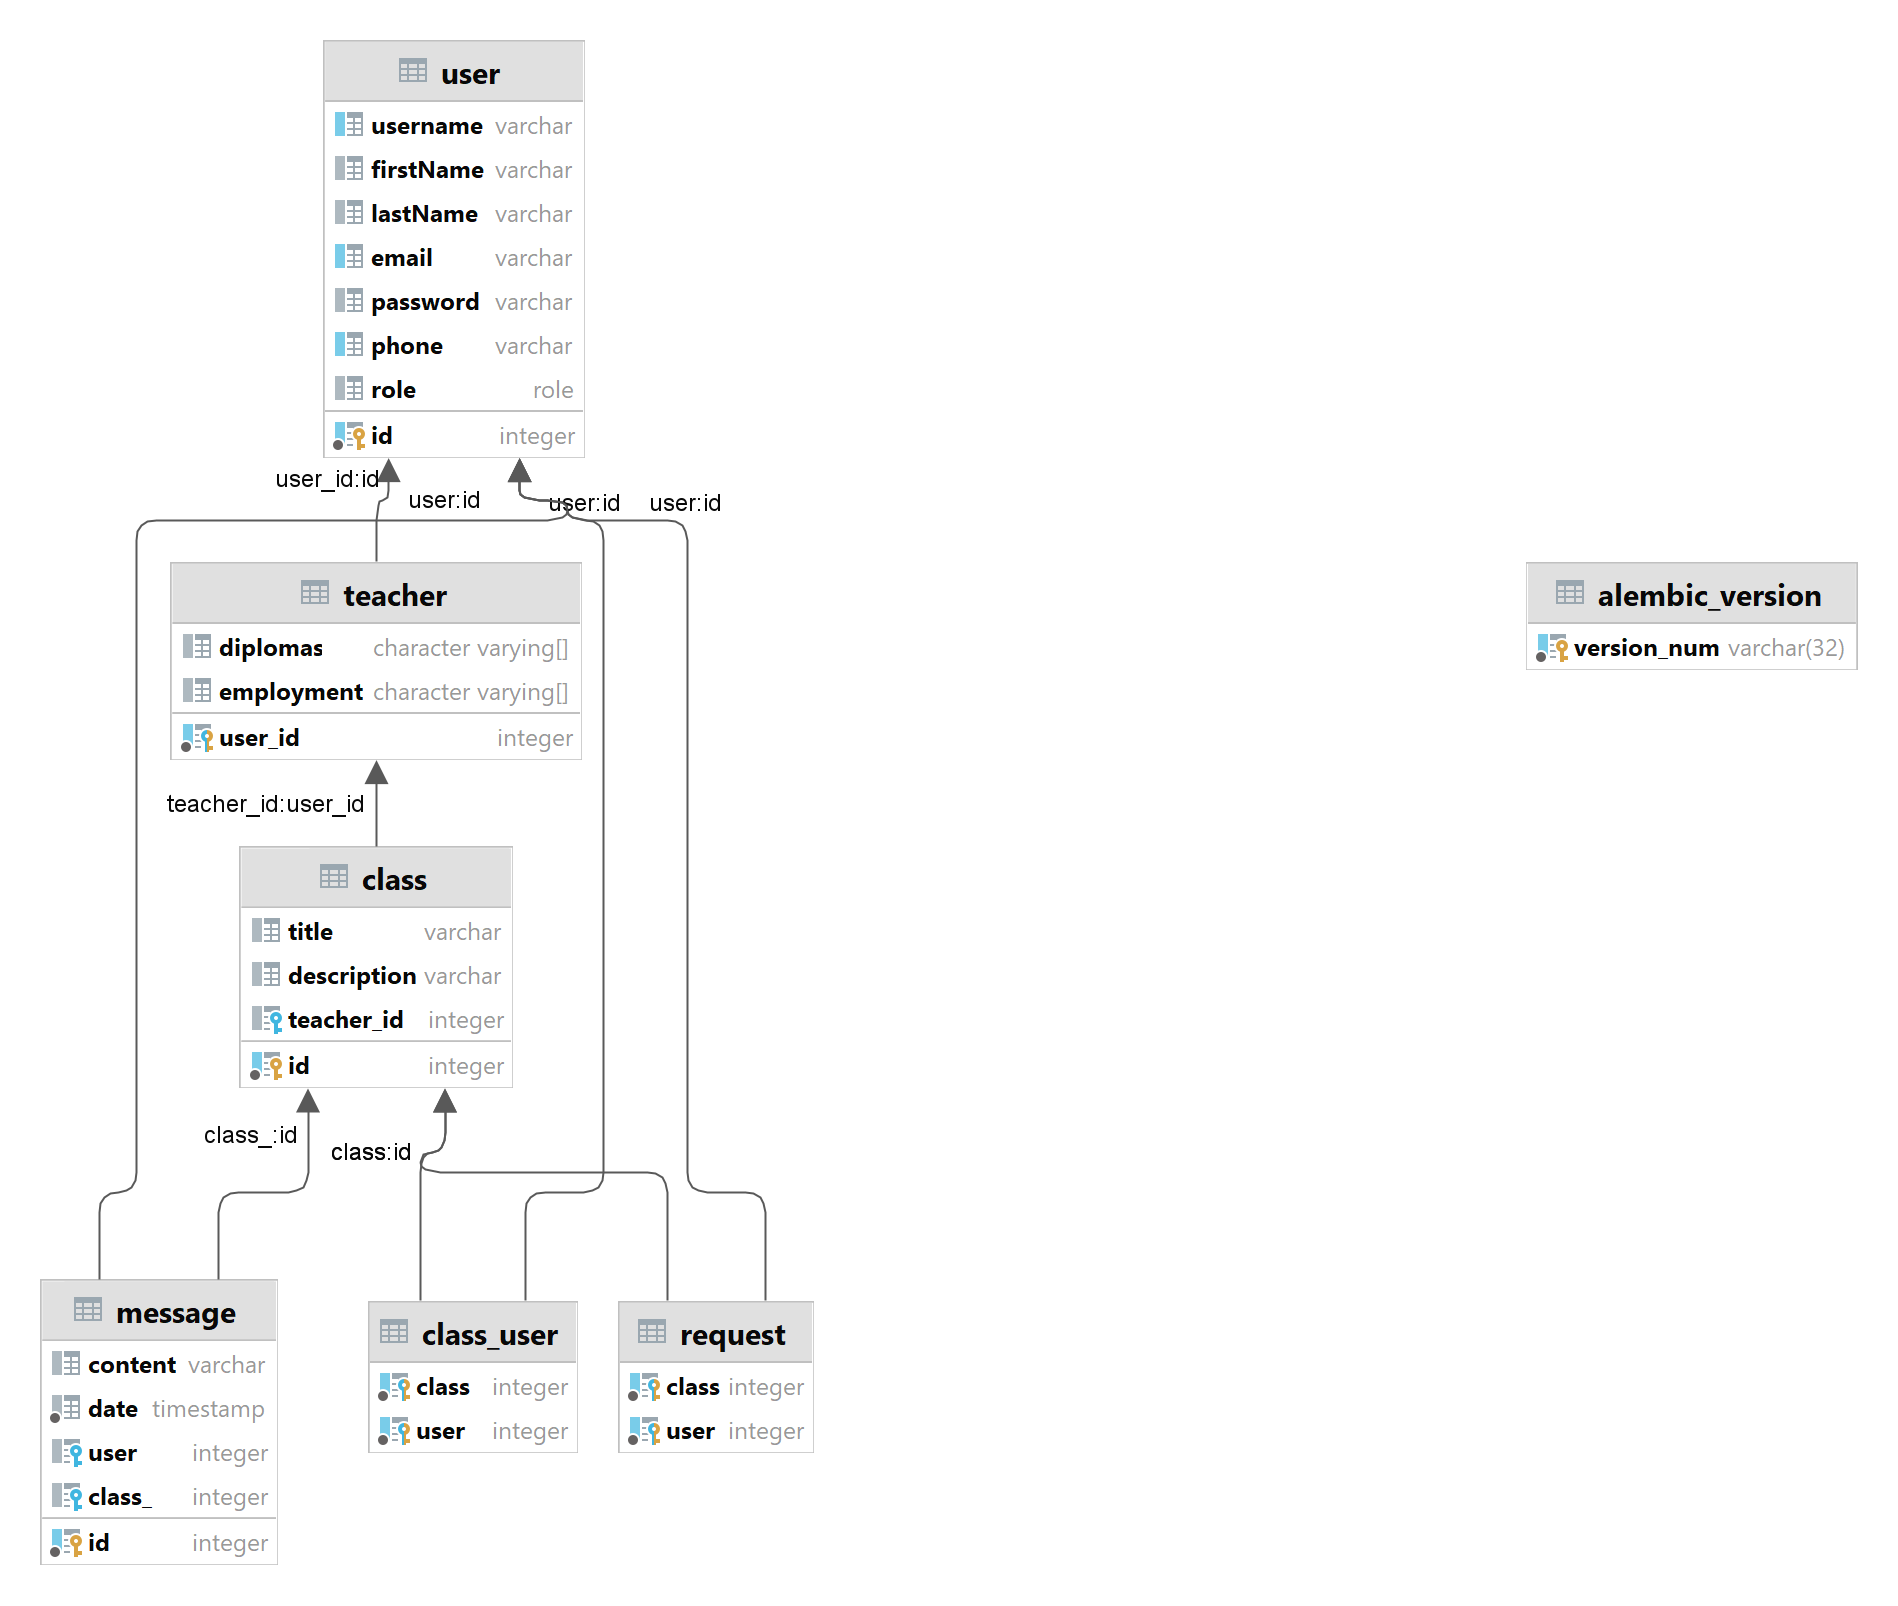 user
username varchar
firstName varchar
lastName varchar
email varchar
password varchar
phone varchar
role role
id integer
user_id:id
user:id
user:id
user:id
teacher
diplomas character varying[]
employment character varying[]
user_id integer
alembic_version
version_num varchar(32)
teacher_id:user_id
class
title varchar
description varchar
teacher_id integer
id integer
class_:id
class:id
message
content varchar
date timestamp
user integer
class_ integer
id integer
class_user
class integer
user integer
request
class integer
user integer